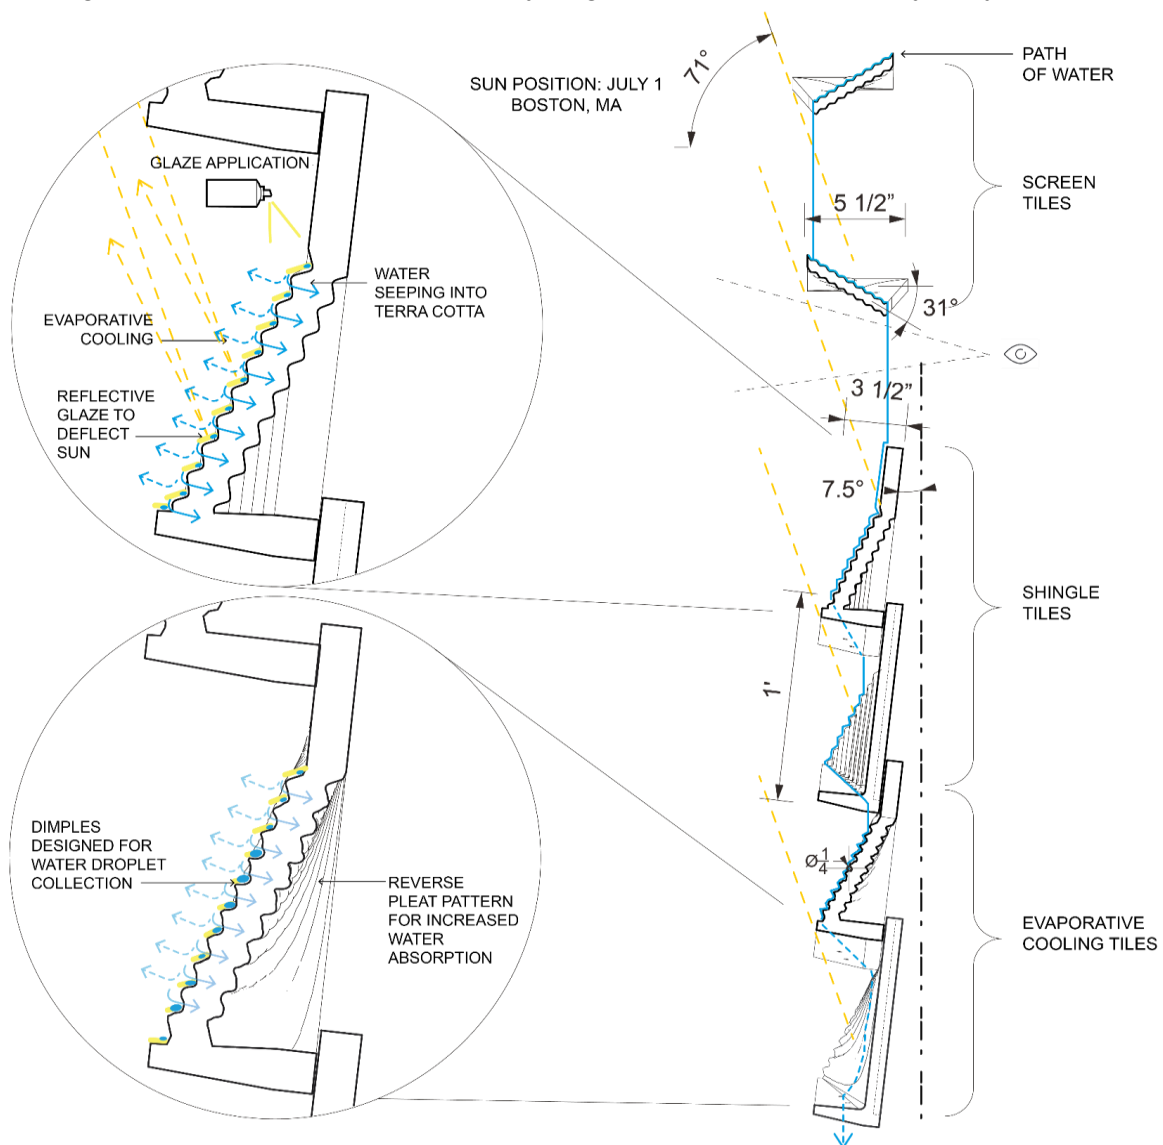 71°
SUN POSITION: JULY 1
BOSTON, MA
PATH
OF WATER
GLAZE APPLICATION
SCREEN
TILES
5 1/2”
WATER
SEEPING INTO
TERRA COTTA
EVAPORATIVE
COOLING
31°
REFLECTIVE
GLAZE TO
DEFLECT
SUN
3 1/2”
7.5°
SHINGLE
TILES
1'
DIMPLES
DESIGNED FOR
WATER DROPLET
COLLECTION
REVERSE
PLEAT PATTERN
FOR INCREASED
WATER
ABSORPTION
ø1/4
EVAPORATIVE
COOLING TILES